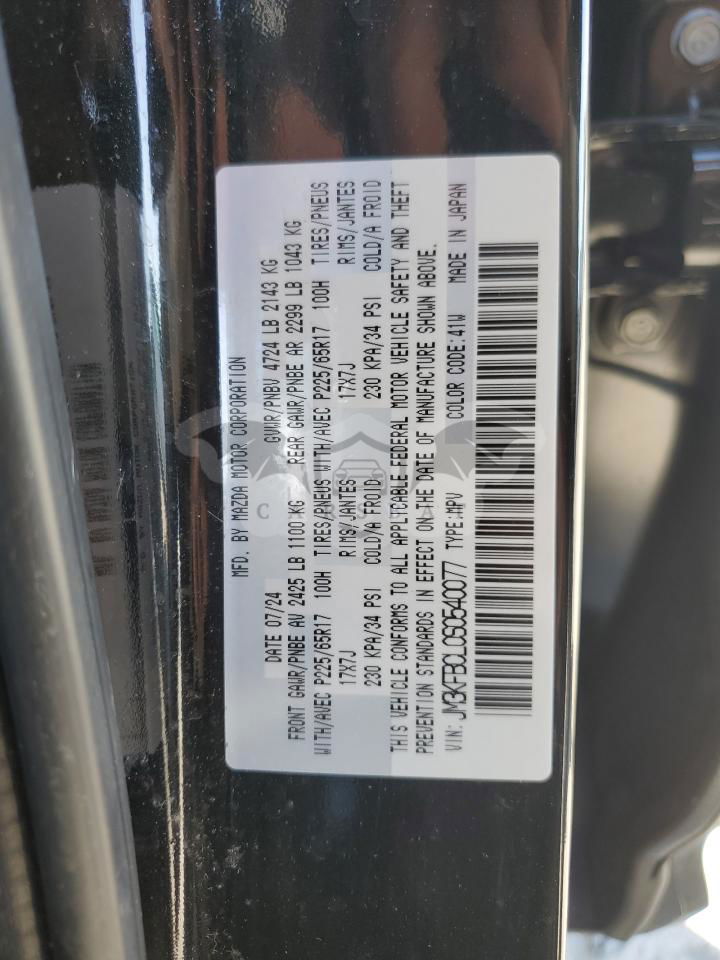 MFD. BY MAZDA MOTOR CORPORATION
DATE 07/24 GVWR/PNBV 4724 LB 2143 KG
FRONT GAWR/PNBE AV 2425 LB 1100 KG REAR GAWR/PNBE AR 2299 LB 1043 KG
WITH/AVEC P225/65R17 100H TIRES/PNEUS WITH/AVEC P225/65R17 100H TIRES/PNEUS
17X7J RIMS/JANTES 17X7J RIMS/JANTES
230 KPA/34 PSI COLD/A FROID 230 KPA/34 PSI COLD/A FROID
THIS VEHICLE CONFORMS TO ALL APPLICABLE FEDERAL MOTOR VEHICLE SAFETY AND THEFT
PREVENTION STANDARDS IN EFFECT ON THE DATE OF MANUFACTURE SHOWN ABOVE.
VIN: JM3KFBCL0S0540077 TYPE:MPV COLOR CODE:41W MADE IN JAPAN